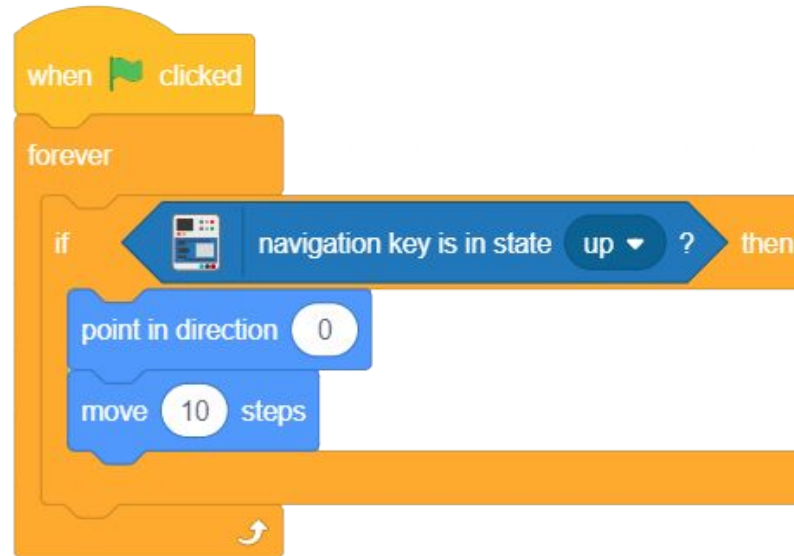 when clicked
forever
if navigation key is in state up ? then
point in direction 0
move 10 steps